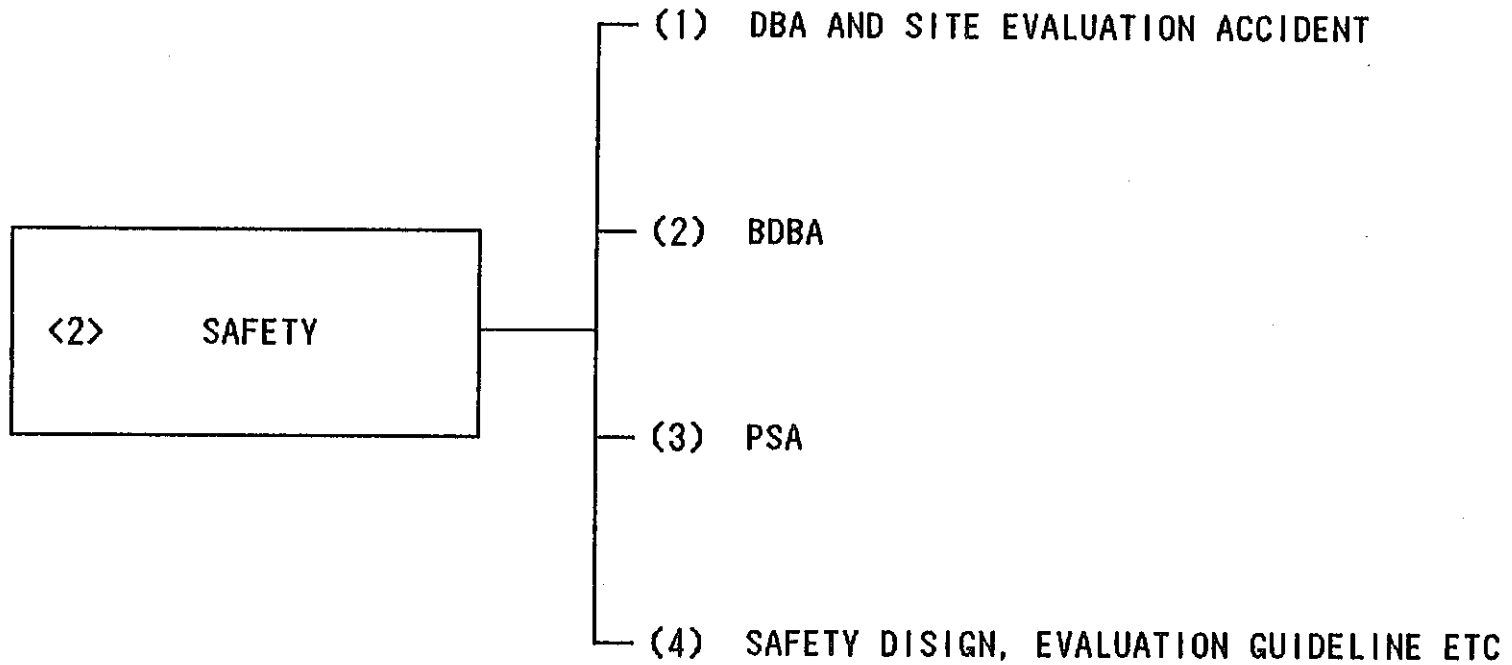 (1) DBA AND SITE EVALUATION ACCIDENT
(2) BDBA
<2> SAFETY
(3) PSA
(4) SAFETY DISIGN, EVALUATION GUIDELINE ETC